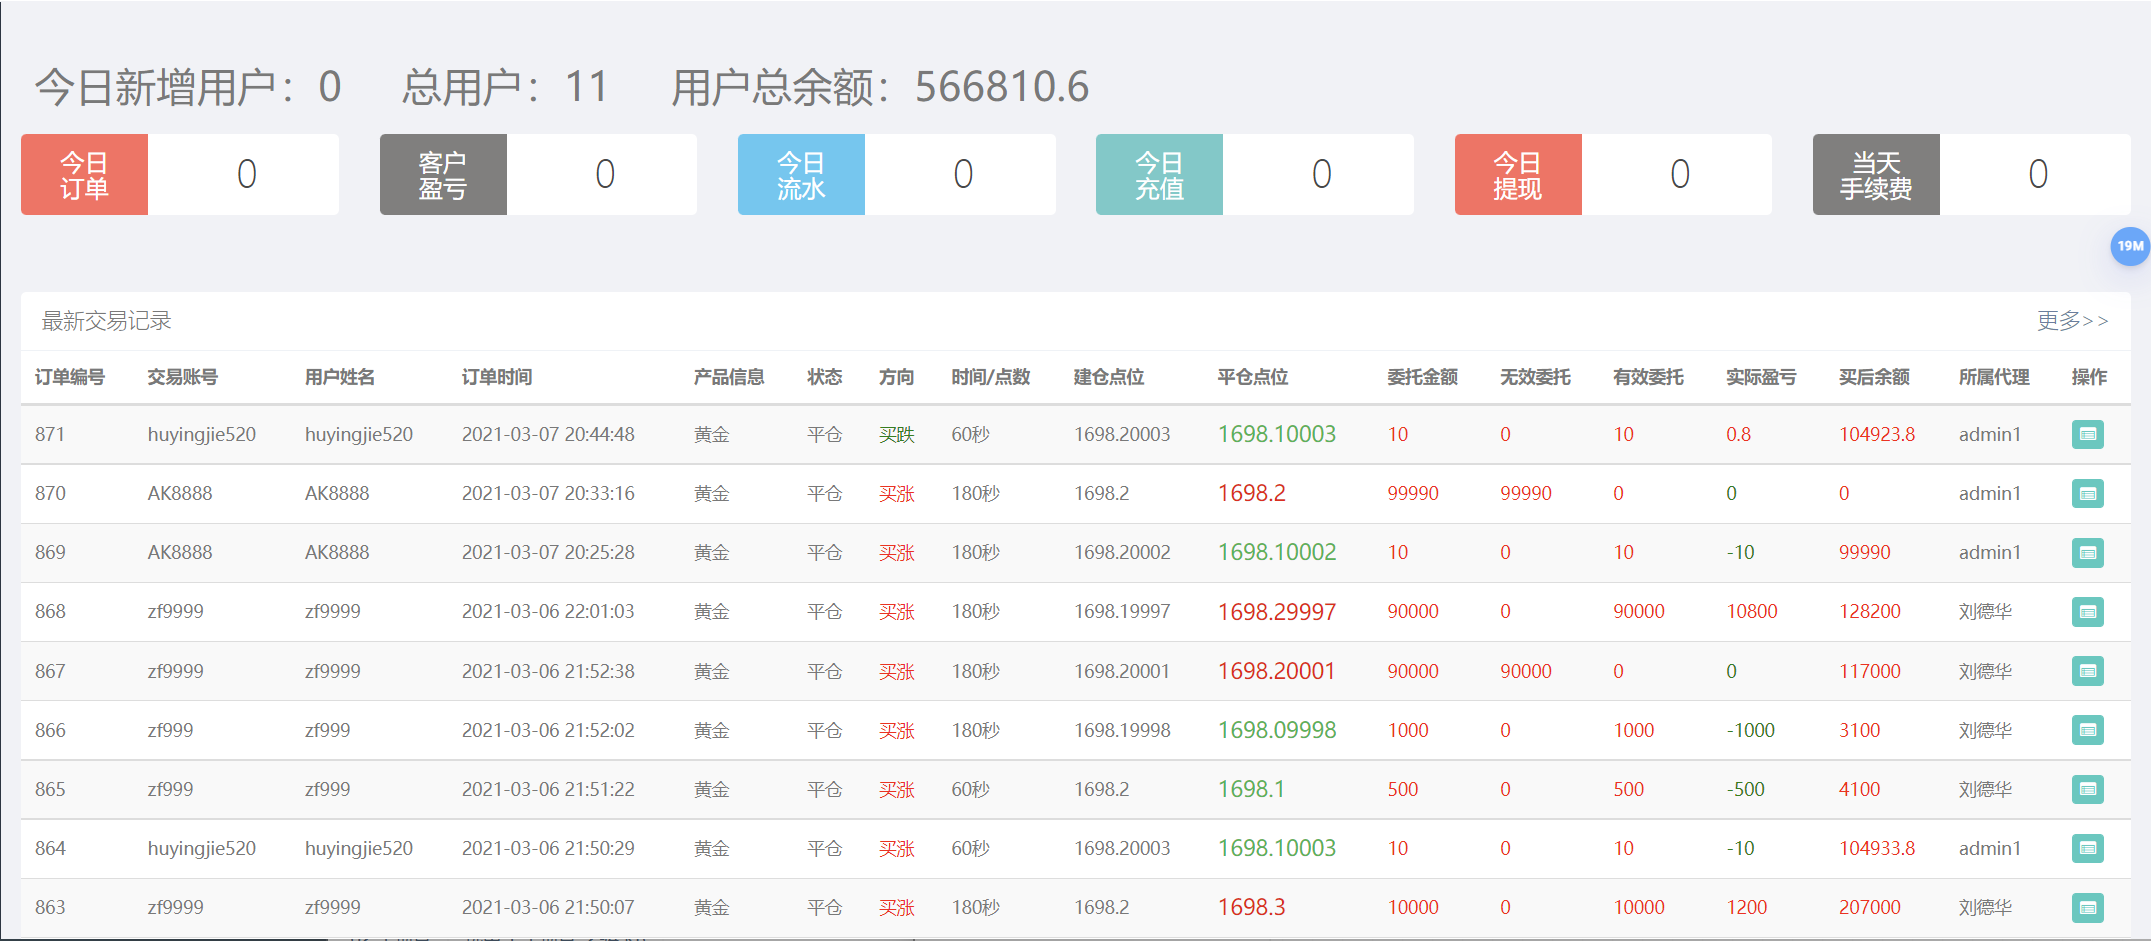 今日新增用户：0 总用户：11 用户总余额：566810.6
今日
订单
0
客户
盈亏
0
今日
流水
0
今日
充值
0
今日
提现
0
当天
手续费
0
19M
最新交易记录 更多>>
订单编号 交易账号 用户姓名 订单时间 产品信息 状态 方向 时间/点数 建仓点位 平仓点位 委托金额 无效委托 有效委托 实际盈亏 买后余额 所属代理 操作
871 huyingjie520 huyingjie520 2021-03-07 20:44:48 黄金 平仓 买跌 60秒 1698.20003 1698.10003 10 0 10 0.8 104923.8 admin1
870 AK8888 AK8888 2021-03-07 20:33:16 黄金 平仓 买涨 180秒 1698.2 1698.2 99990 99990 0 0 0 admin1
869 AK8888 AK8888 2021-03-07 20:25:28 黄金 平仓 买涨 180秒 1698.20002 1698.10002 10 0 10 -10 99990 admin1
868 zf9999 zf9999 2021-03-06 22:01:03 黄金 平仓 买涨 180秒 1698.19997 1698.29997 90000 0 90000 10800 128200 刘德华
867 zf9999 zf9999 2021-03-06 21:52:38 黄金 平仓 买涨 180秒 1698.20001 1698.20001 90000 90000 0 0 117000 刘德华
866 zf999 zf999 2021-03-06 21:52:02 黄金 平仓 买涨 180秒 1698.19998 1698.09998 1000 0 1000 -1000 3100 刘德华
865 zf999 zf999 2021-03-06 21:51:22 黄金 平仓 买涨 60秒 1698.2 1698.1 500 0 500 -500 4100 刘德华
864 huyingjie520 huyingjie520 2021-03-06 21:50:29 黄金 平仓 买涨 60秒 1698.20003 1698.10003 10 0 10 -10 104933.8 admin1
863 zf9999 zf9999 2021-03-06 21:50:07 黄金 平仓 买涨 180秒 1698.2 1698.3 10000 0 10000 1200 207000 刘德华